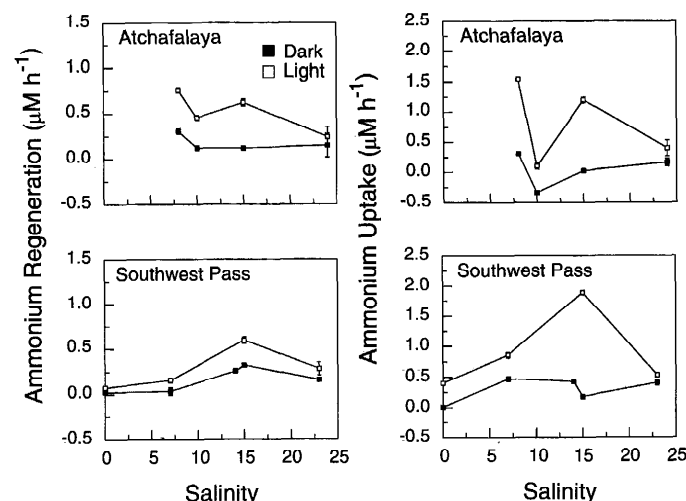 Ammonium Regeneration (μM h⁻¹)
Atchafalaya
Dark
Light
1.5
1.0
0.5
0.0
-0.5
Southwest Pass
1.5
1.0
0.5
0.0
-0.5
0 5 10 15 20 25
Salinity
Ammonium Uptake (μM h⁻¹)
Atchafalaya
2.5
2.0
1.5
1.0
0.5
0.0
-0.5
Southwest Pass
2.5
2.0
1.5
1.0
0.5
0.0
-0.5
0 5 10 15 20 25
Salinity